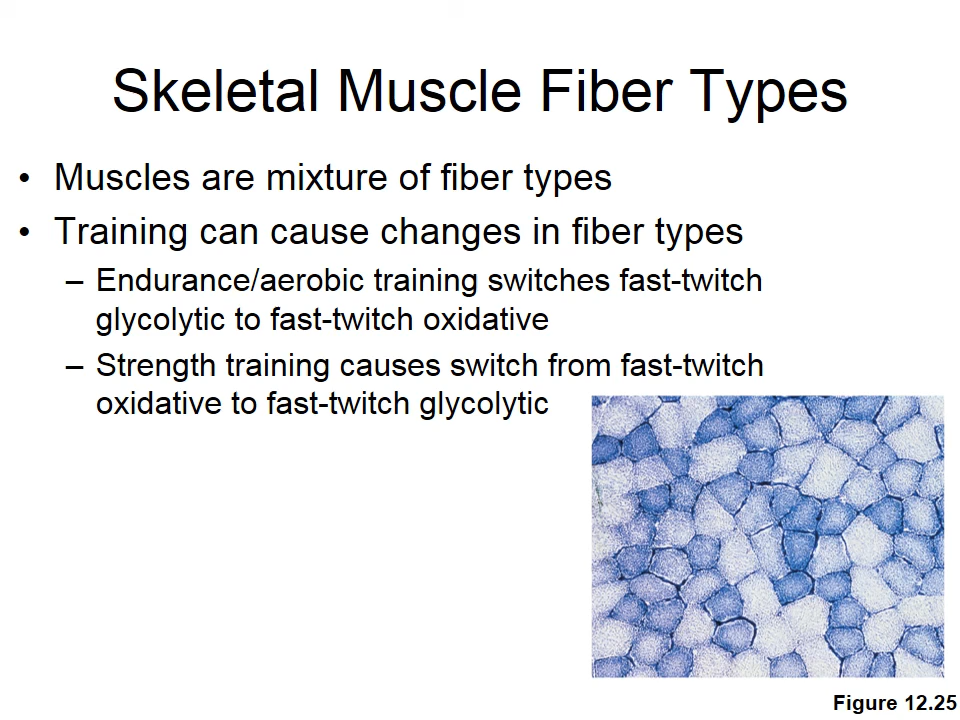 Skeletal Muscle Fiber Types
• Muscles are mixture of fiber types
• Training can cause changes in fiber types
– Endurance/aerobic training switches fast-twitch
glycolytic to fast-twitch oxidative
– Strength training causes switch from fast-twitch
oxidative to fast-twitch glycolytic
Figure 12.25